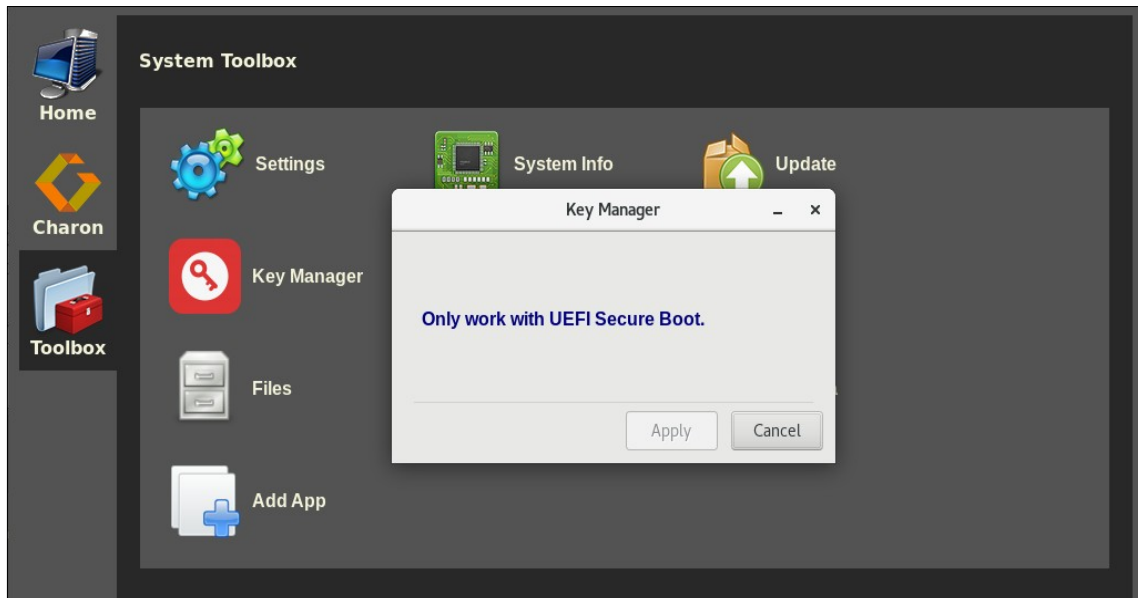 System Toolbox
Home
Charon
Toolbox
Settings
System Info
Update
Key Manager
Files
Add App
Key Manager
Only work with UEFI Secure Boot.
Apply
Cancel